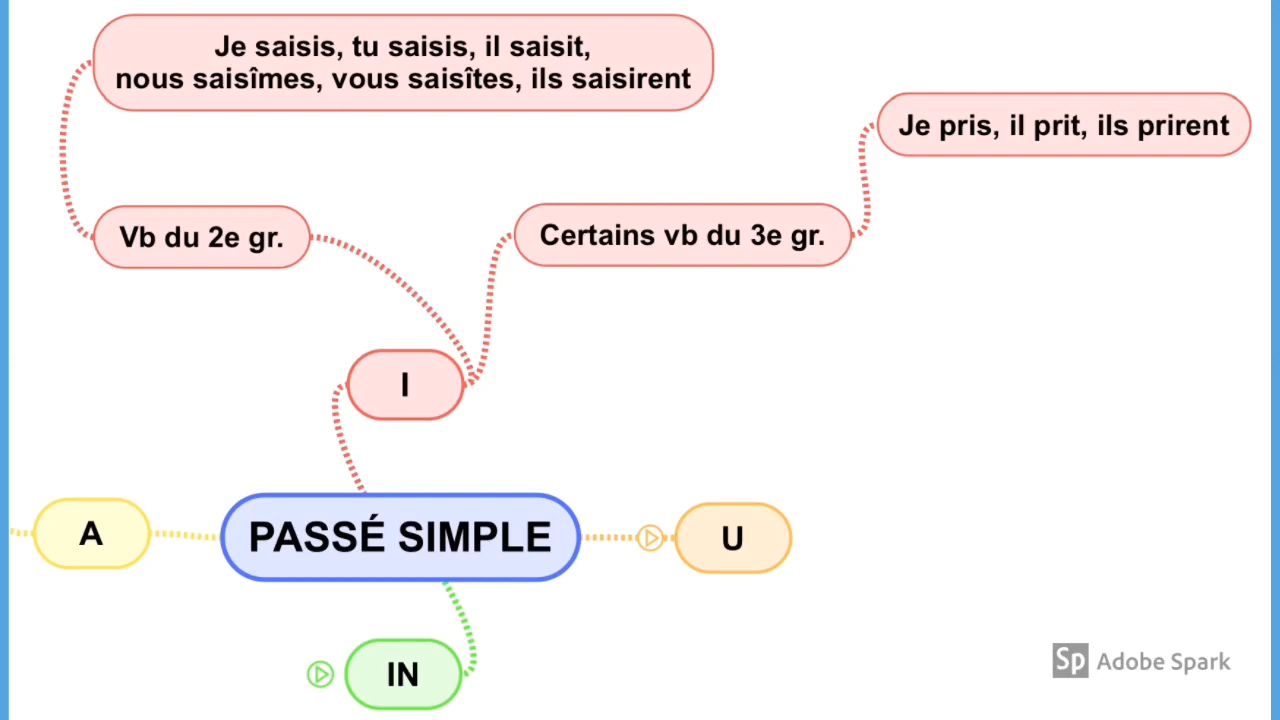 Je saisis, tu saisis, il saisit,
nous saisîmes, vous saisîtes, ils saisirent
Je pris, il prit, ils prirent
Vb du 2e gr.
Certains vb du 3e gr.
I
A
PASSÉ SIMPLE
U
IN
Sp Adobe Spark